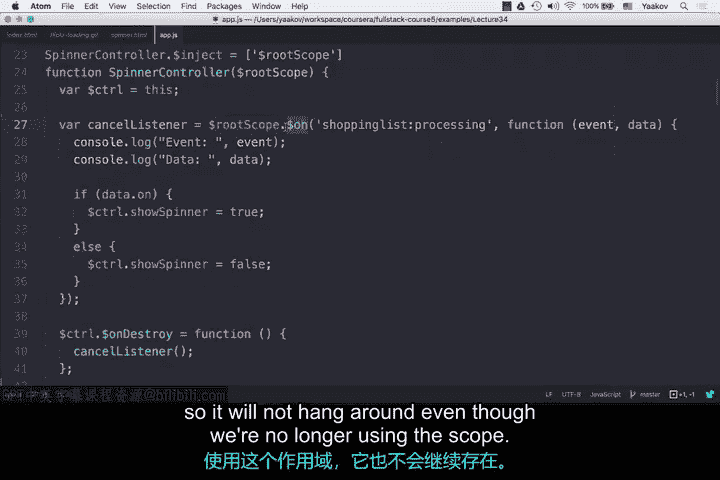 Atom File Edit View Selection Find Packages Window Help 100% Yaakov
app.js — /Users/yaakov/workspace/coursera/fullstack-course5/examples/Lecture34
index.html spinner.html app.js
23 SpinnerController.$inject = ['$rootScope']
24 function SpinnerController($rootScope) {
25 var $ctrl = this;
26
27 var cancelListener = $rootScope.$on('shoppinglist:processing', function (event, data) {
28 console.log("Event: ", event);
29 console.log("Data: ", data);
30
31 if (data.on) {
32 $ctrl.showSpinner = true;
33 }
34 else {
35 $ctrl.showSpinner = false;
36 }
37 });
38
39 $ctrl.$onDestroy = function () {
40 cancelListener();
41 };
LF UTF-8 JavaScript master +1, -1
so it will not hang around even though
we're no longer using the scope.
使用这个作用域，它也不会继续存在。